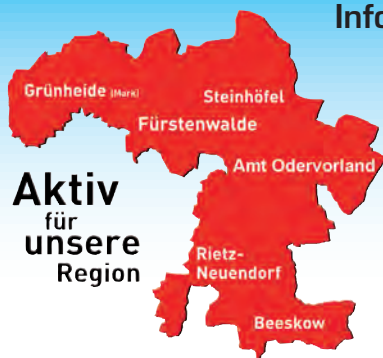 Info
Grünheide (Mark)
Steinhöfel
Fürstenwalde
Amt Odervorland
Aktiv
für
unsere
Region
Rietz-
Neuendorf
Beeskow